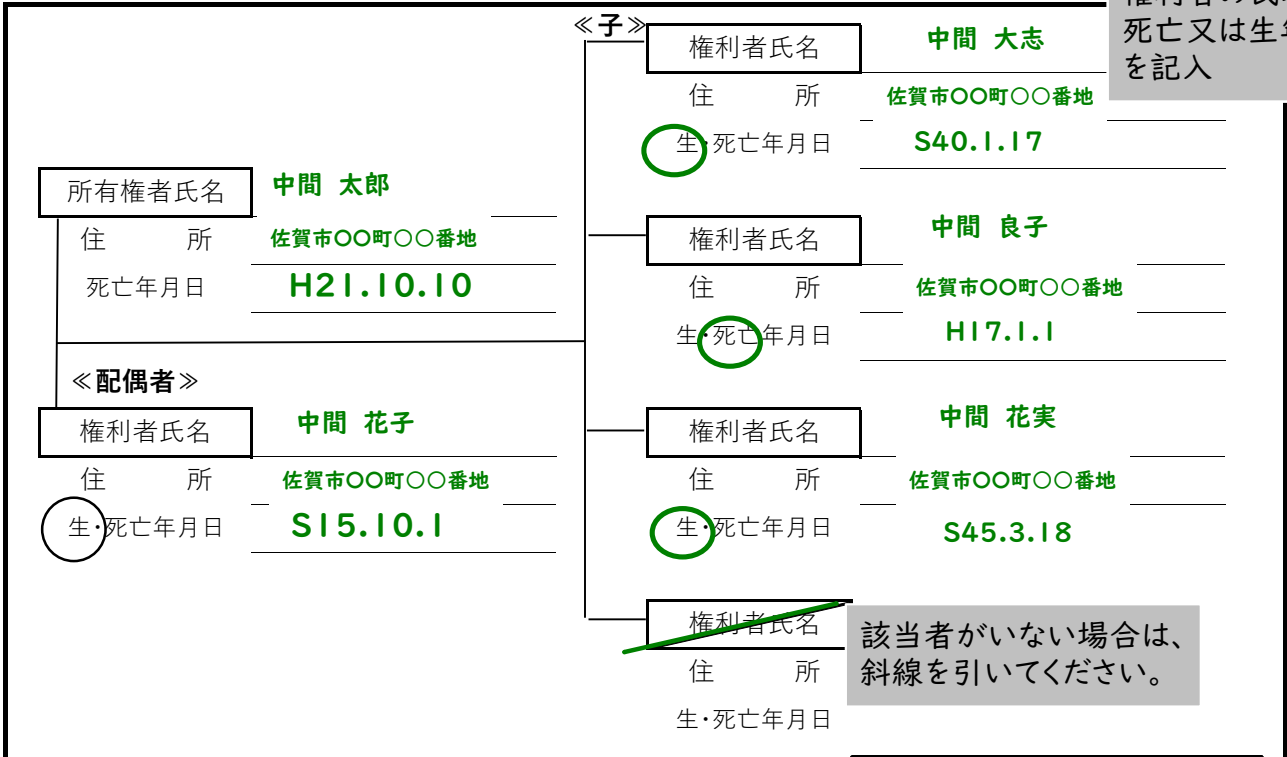 ≪子≫
権利者氏名 中間 大志
住 所 佐賀市〇〇町〇〇番地
生・死亡年月日 S40.1.17
死亡又は生
を記入
所有権者氏名 中間 太郎
住 所 佐賀市〇〇町〇〇番地
死亡年月日 H21.10.10
権利者氏名 中間 良子
住 所 佐賀市〇〇町〇〇番地
生・死亡年月日 H17.1.1
≪配偶者≫
権利者氏名 中間 花子
住 所 佐賀市〇〇町〇〇番地
生・死亡年月日 S15.10.1
権利者氏名 中間 花実
住 所 佐賀市〇〇町〇〇番地
生・死亡年月日 S45.3.18
権利者氏名
住 所
生・死亡年月日
該当者がいない場合は、
斜線を引いてください。